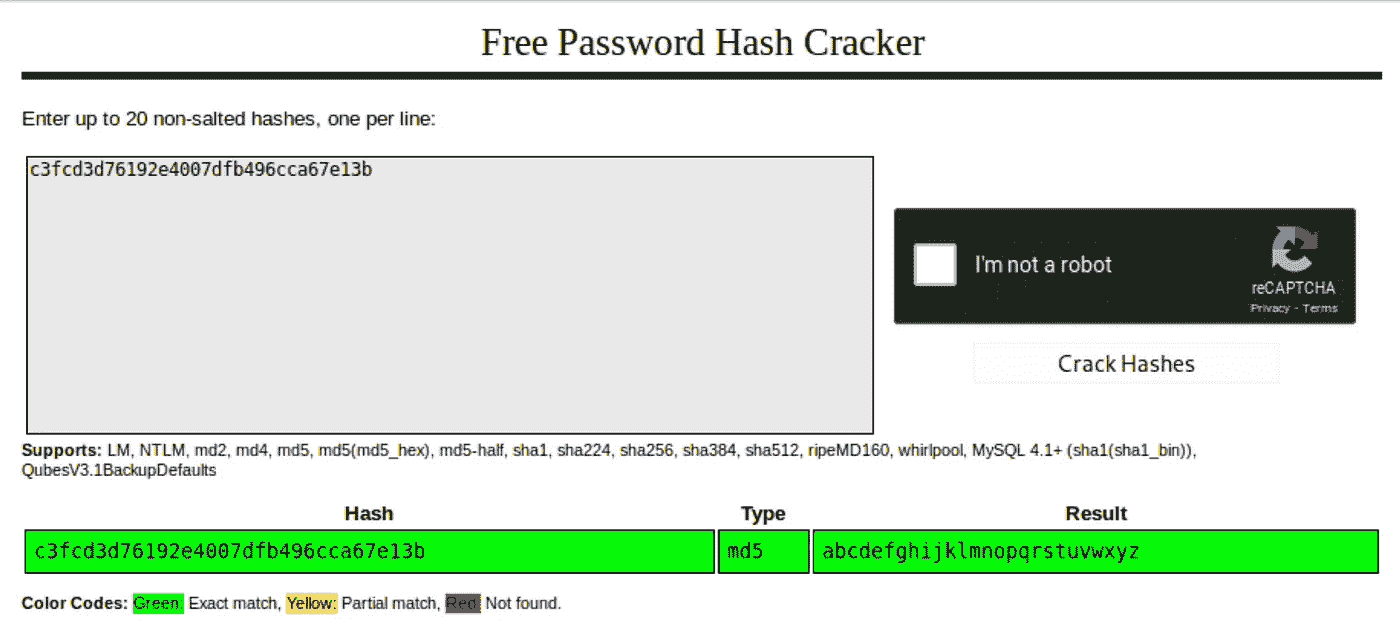 Free Password Hash Cracker
Enter up to 20 non-salted hashes, one per line:
c3fcd3d76192e4007dfb496cca67e13b
I'm not a robot
reCAPTCHA
Privacy - Terms
Crack Hashes
Supports: LM, NTLM, md2, md4, md5, md5(md5_hex), md5-half, sha1, sha224, sha256, sha384, sha512, ripeMD160, whirlpool, MySQL 4.1+ (sha1(sha1_bin)),
QubesV3.1BackupDefaults
Hash Type Result
c3fcd3d76192e4007dfb496cca67e13b md5 abcdefghijklmnopqrstuvwxyz
Color Codes: Green: Exact match, Yellow: Partial match, Red: Not found.